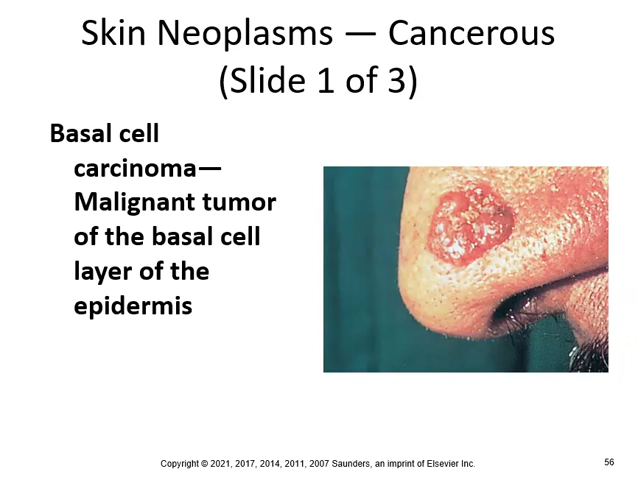 Skin Neoplasms — Cancerous
(Slide 1 of 3)
Basal cell
carcinoma—
Malignant tumor
of the basal cell
layer of the
epidermis
Copyright © 2021, 2017, 2014, 2011, 2007 Saunders, an imprint of Elsevier Inc.
56